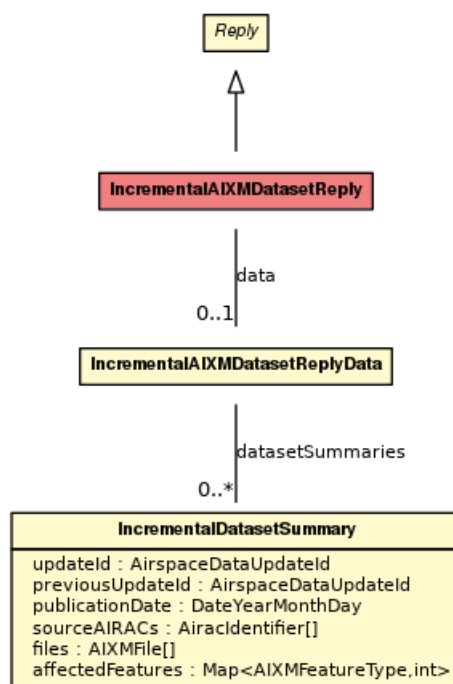 Reply
IncrementalAIXMDatasetReply
data
0..1
IncrementalAIXMDatasetReplyData
datasetSummaries
0..*
IncrementalDatasetSummary
updateId : AirspaceDataUpdateId
previousUpdateId : AirspaceDataUpdateId
publicationDate : DateYearMonthDay
sourceAIRACs : AiracIdentifier[]
files : AIXMFile[]
affectedFeatures : Map<AIXMFeatureType,int>